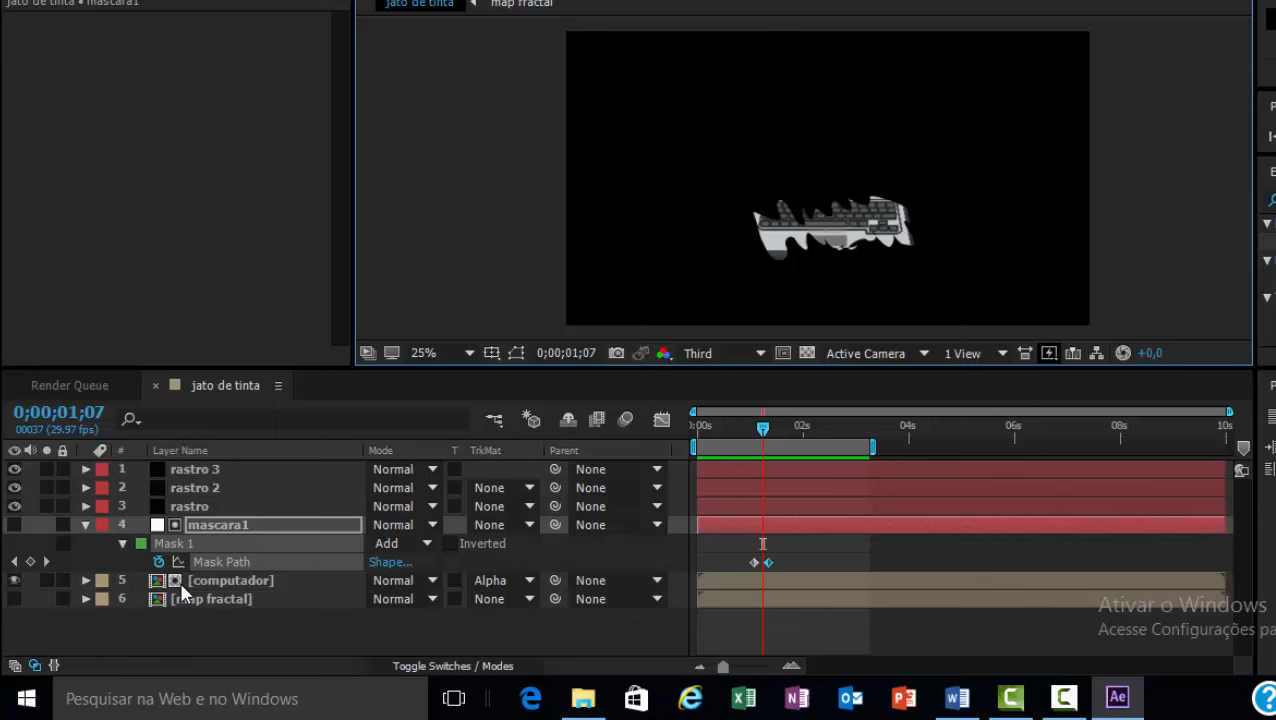 jato de tinta • mascara1
jato de tinta map fractal
25% 0;00;01;07 Third Active Camera 1 View +0,0
Render Queue × jato de tinta
0;00;01;07
00037 (29.97 fps)
# Layer Name Mode T TrkMat Parent
:00s 02s 04s 06s 08s 10s
1 rastro 3 Normal None
2 rastro 2 Normal None None
3 rastro Normal None None
4 mascara1 Normal None None
Mask 1 Add Inverted
Mask Path Shape...
5 [computador] Normal Alpha None
6 [map fractal] Normal None None
Ativar o Windows
Acesse Configurações pa
Toggle Switches / Modes
Pesquisar na Web e no Windows
Ae